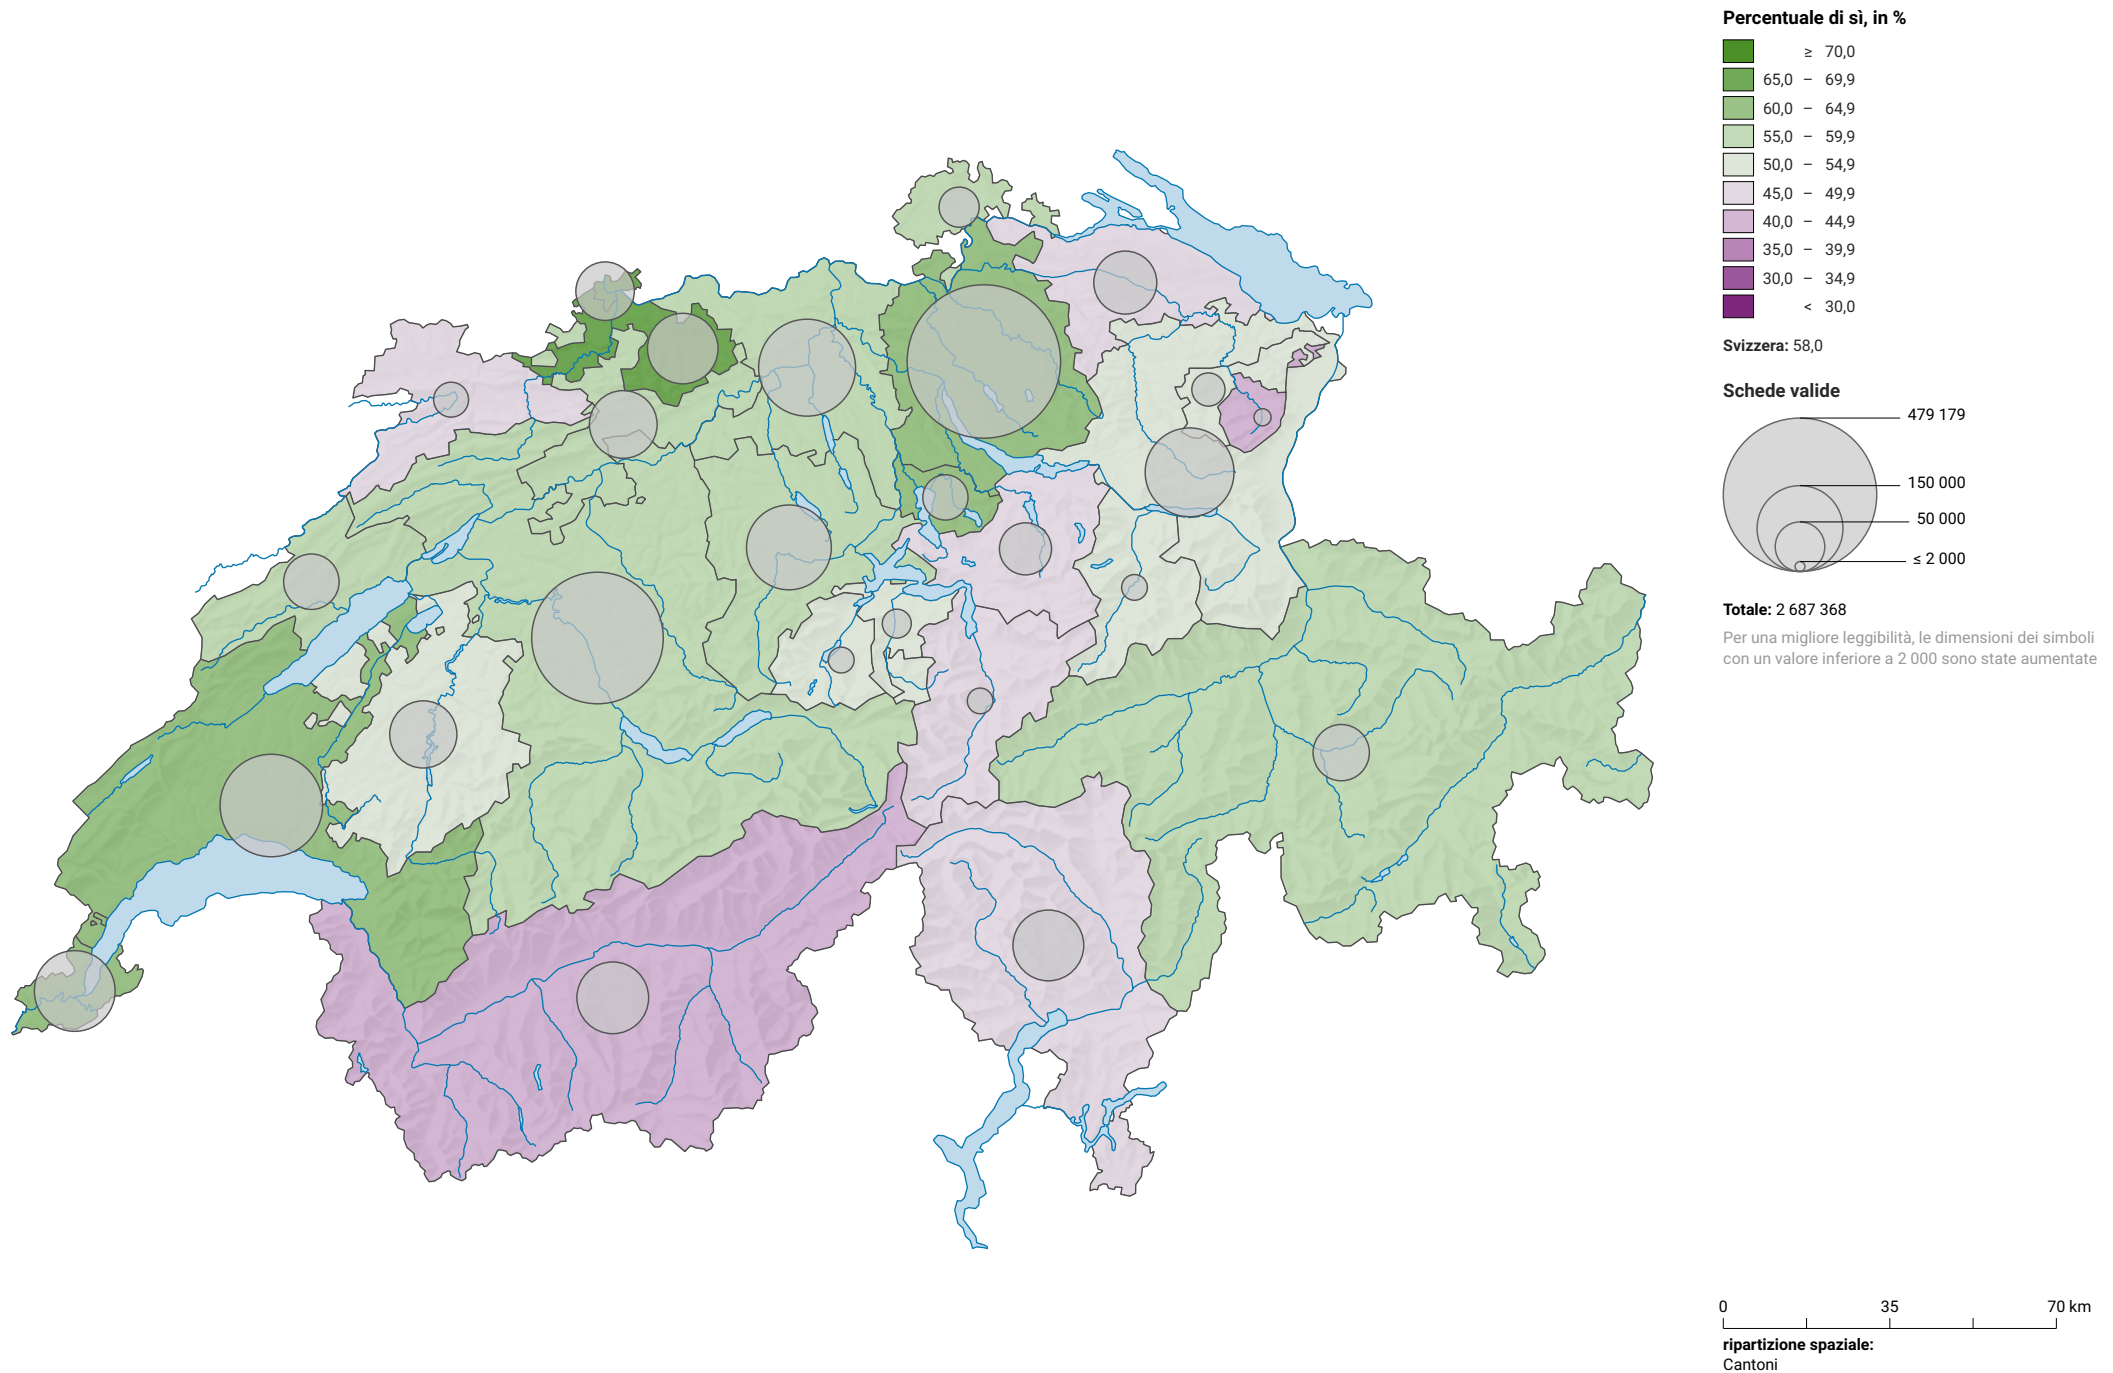 Percentuale di sì, in %
≥ 70,0
65,0 – 69,9
60,0 – 64,9
55,0 – 59,9
50,0 – 54,9
45,0 – 49,9
40,0 – 44,9
35,0 – 39,9
30,0 – 34,9
< 30,0
Svizzera: 58,0
Schede valide
479 179
150 000
50 000
≤ 2 000
Totale: 2 687 368
Per una migliore leggibilità, le dimensioni dei simboli
con un valore inferiore a 2 000 sono state aumentate
0 35 70 km
ripartizione spaziale:
Cantoni